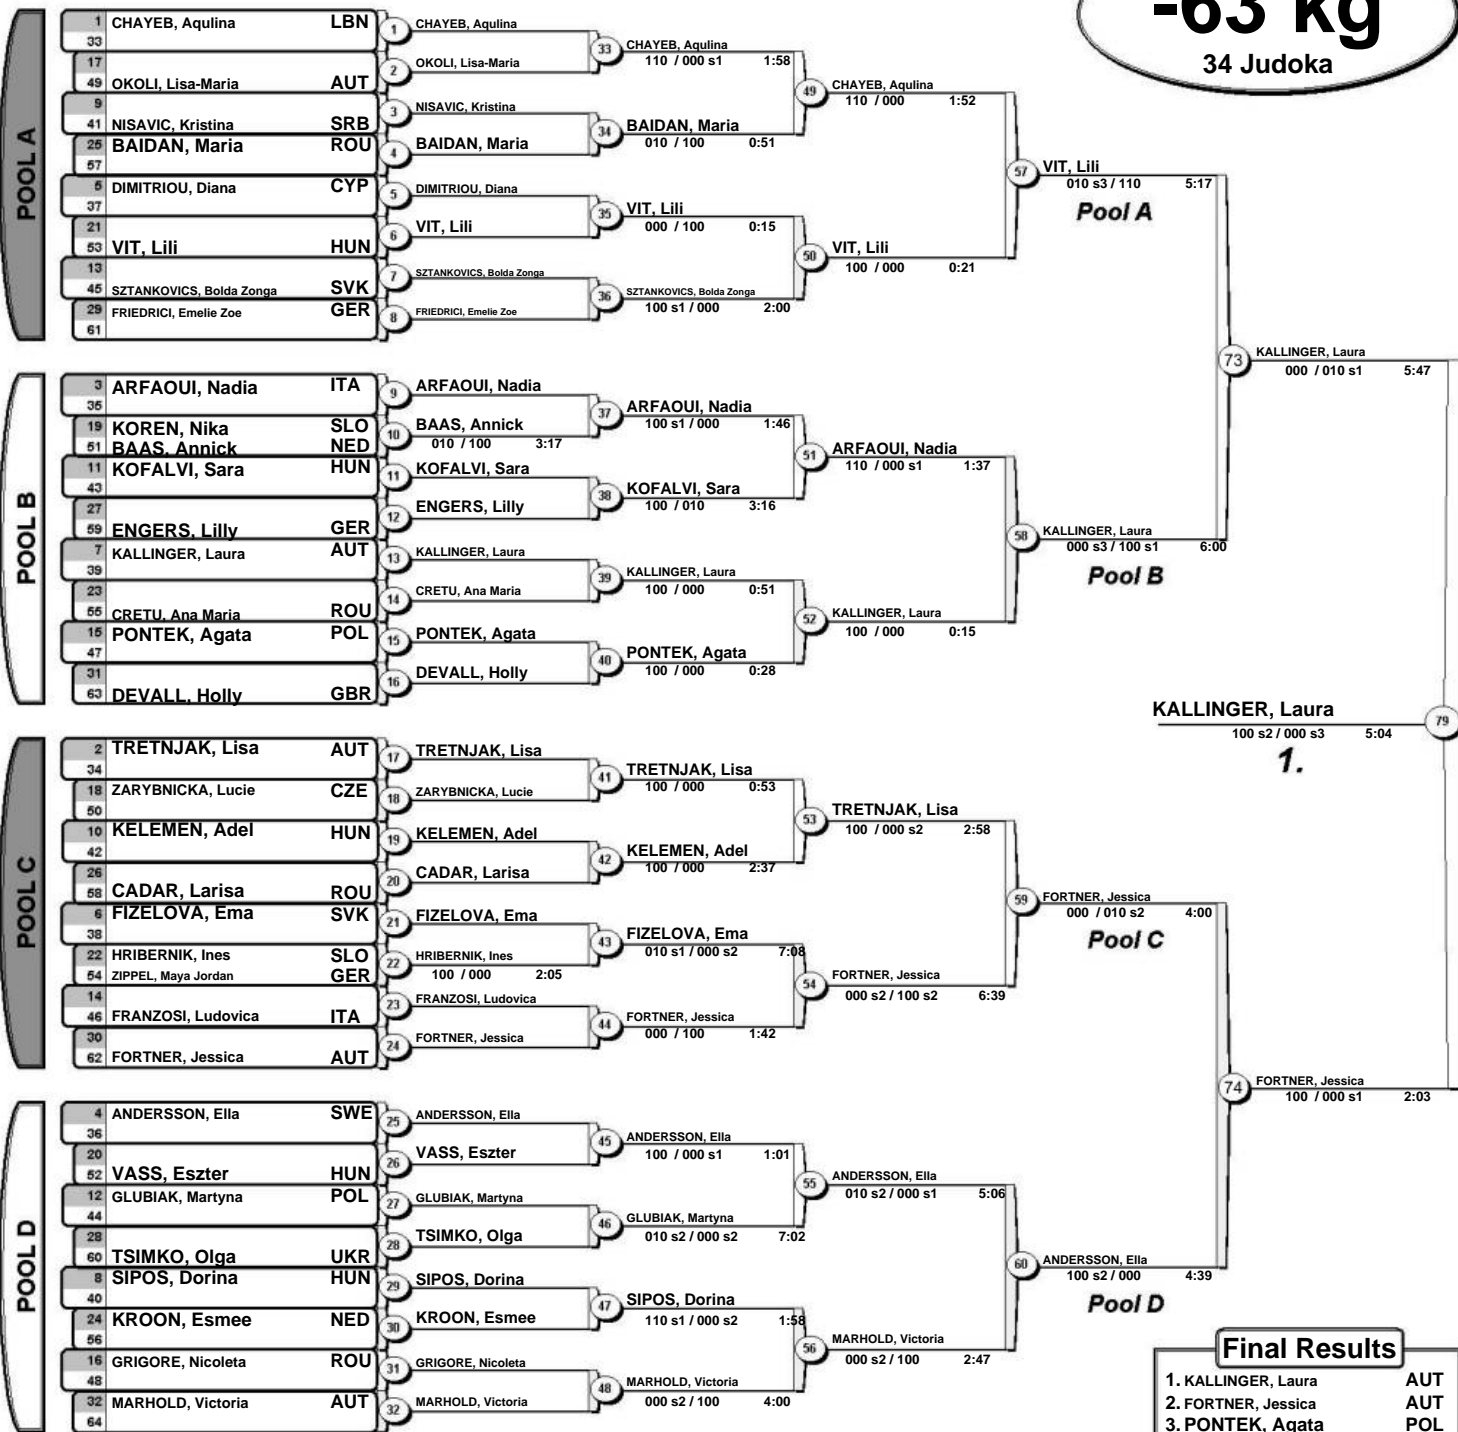 -63 kg
34 Judoka
POOL A
1 CHAYEB, Aqulina LBN
33
17
49 OKOLI, Lisa-Maria AUT
9
41 NISAVIC, Kristina SRB
25 BAIDAN, Maria ROU
57
5 DIMITRIOU, Diana CYP
37
21
53 VIT, Lili HUN
13
45 SZTANKOVICS, Bolda Zonga SVK
29 FRIEDRICI, Emelie Zoe GER
61
1 CHAYEB, Aqulina
2 OKOLI, Lisa-Maria
3 NISAVIC, Kristina
4 BAIDAN, Maria
5 DIMITRIOU, Diana
6 VIT, Lili
7 SZTANKOVICS, Bolda Zonga
8 FRIEDRICI, Emelie Zoe
33 CHAYEB, Aqulina
110 / 000 s1 1:58
34 BAIDAN, Maria
010 / 100 0:51
35 VIT, Lili
000 / 100 0:15
36 SZTANKOVICS, Bolda Zonga
100 s1 / 000 2:00
49 CHAYEB, Aqulina
110 / 000 1:52
50 VIT, Lili
100 / 000 0:21
57 VIT, Lili
010 s3 / 110 5:17
Pool A
POOL B
3 ARFAOUI, Nadia ITA
35
19 KOREN, Nika SLO
51 BAAS, Annick NED
11 KOFALVI, Sara HUN
43
27
59 ENGERS, Lilly GER
7 KALLINGER, Laura AUT
39
23
55 CRETU, Ana Maria ROU
15 PONTEK, Agata POL
47
31
63 DEVALL, Holly GBR
9 ARFAOUI, Nadia
10 BAAS, Annick
010 / 100 3:17
11 KOFALVI, Sara
12 ENGERS, Lilly
13 KALLINGER, Laura
14 CRETU, Ana Maria
15 PONTEK, Agata
16 DEVALL, Holly
37 ARFAOUI, Nadia
100 s1 / 000 1:46
38 KOFALVI, Sara
100 / 010 3:16
39 KALLINGER, Laura
100 / 000 0:51
40 PONTEK, Agata
100 / 000 0:28
51 ARFAOUI, Nadia
110 / 000 s1 1:37
52 KALLINGER, Laura
100 / 000 0:15
58 KALLINGER, Laura
000 s3 / 100 s1 6:00
Pool B
73 KALLINGER, Laura
000 / 010 s1 5:47
KALLINGER, Laura 79
100 s2 / 000 s3 5:04
1.
POOL C
2 TRETNJAK, Lisa AUT
34
18 ZARYBNICKA, Lucie CZE
50
10 KELEMEN, Adel HUN
42
26
58 CADAR, Larisa ROU
6 FIZELOVA, Ema SVK
38
22 HRIBERNIK, Ines SLO
54 ZIPPEL, Maya Jordan GER
14
46 FRANZOSI, Ludovica ITA
30
62 FORTNER, Jessica AUT
17 TRETNJAK, Lisa
18 ZARYBNICKA, Lucie
19 KELEMEN, Adel
20 CADAR, Larisa
21 FIZELOVA, Ema
22 HRIBERNIK, Ines
100 / 000 2:05
23 FRANZOSI, Ludovica
24 FORTNER, Jessica
41 TRETNJAK, Lisa
100 / 000 0:53
42 KELEMEN, Adel
100 / 000 2:37
43 FIZELOVA, Ema
010 s1 / 000 s2 7:08
44 FORTNER, Jessica
000 / 100 1:42
53 TRETNJAK, Lisa
100 / 000 s2 2:58
54 FORTNER, Jessica
000 s2 / 100 s2 6:39
59 FORTNER, Jessica
000 / 010 s2 4:00
Pool C
POOL D
4 ANDERSSON, Ella SWE
36
20
52 VASS, Eszter HUN
12 GLUBIAK, Martyna POL
44
28
60 TSIMKO, Olga UKR
8 SIPOS, Dorina HUN
40
24 KROON, Esmee NED
56
16 GRIGORE, Nicoleta ROU
48
32 MARHOLD, Victoria AUT
64
25 ANDERSSON, Ella
26 VASS, Eszter
27 GLUBIAK, Martyna
28 TSIMKO, Olga
29 SIPOS, Dorina
30 KROON, Esmee
31 GRIGORE, Nicoleta
32 MARHOLD, Victoria
45 ANDERSSON, Ella
100 / 000 s1 1:01
46 GLUBIAK, Martyna
010 s2 / 000 s2 7:02
47 SIPOS, Dorina
110 s1 / 000 s2 1:58
48 MARHOLD, Victoria
000 s2 / 100 4:00
55 ANDERSSON, Ella
010 s2 / 000 s1 5:06
56 MARHOLD, Victoria
000 s2 / 100 2:47
60 ANDERSSON, Ella
100 s2 / 000 4:39
Pool D
74 FORTNER, Jessica
100 / 000 s1 2:03
Final Results
1. KALLINGER, Laura AUT
2. FORTNER, Jessica AUT
3. PONTEK, Agata POL